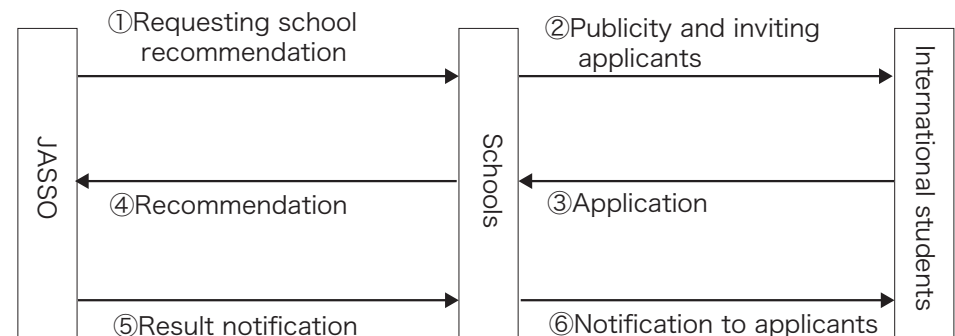 ①Requesting school
recommendation
②Publicity and inviting
applicants
JASSO
Schools
International students
④Recommendation
③Application
⑤Result notification
⑥Notification to applicants